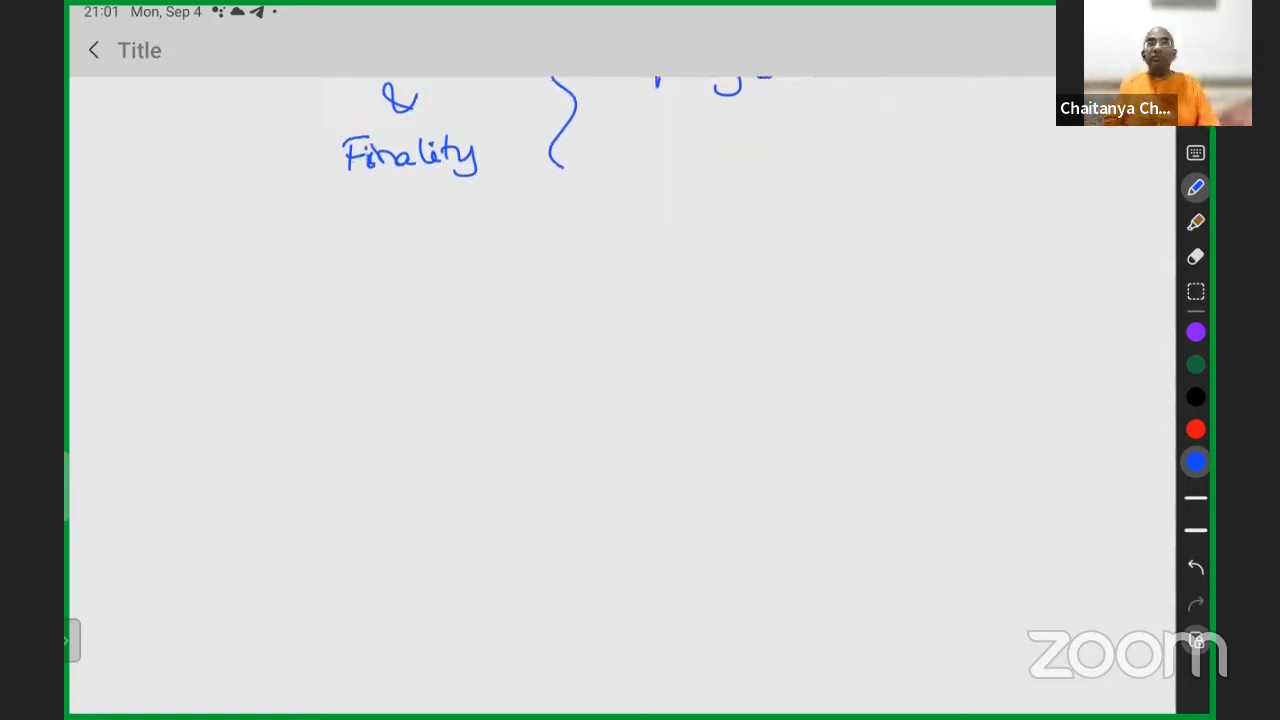 21:01 Mon, Sep 4
Title
Chaitanya Ch...
&
Finality
zoom